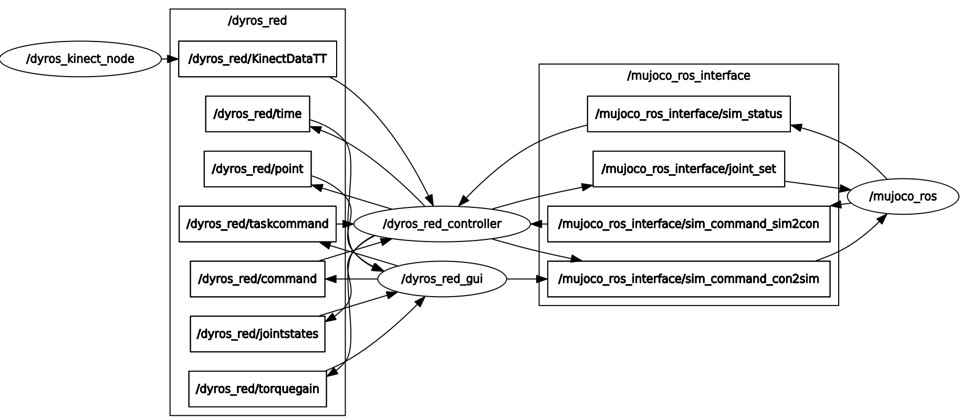 /dyros_kinect_node
/dyros_red
/dyros_red/KinectDataTT
/dyros_red/time
/dyros_red/point
/dyros_red/taskcommand
/dyros_red/command
/dyros_red/jointstates
/dyros_red/torquegain
/dyros_red_controller
/dyros_red_gui
/mujoco_ros_interface
/mujoco_ros_interface/sim_status
/mujoco_ros_interface/joint_set
/mujoco_ros_interface/sim_command_sim2con
/mujoco_ros_interface/sim_command_con2sim
/mujoco_ros